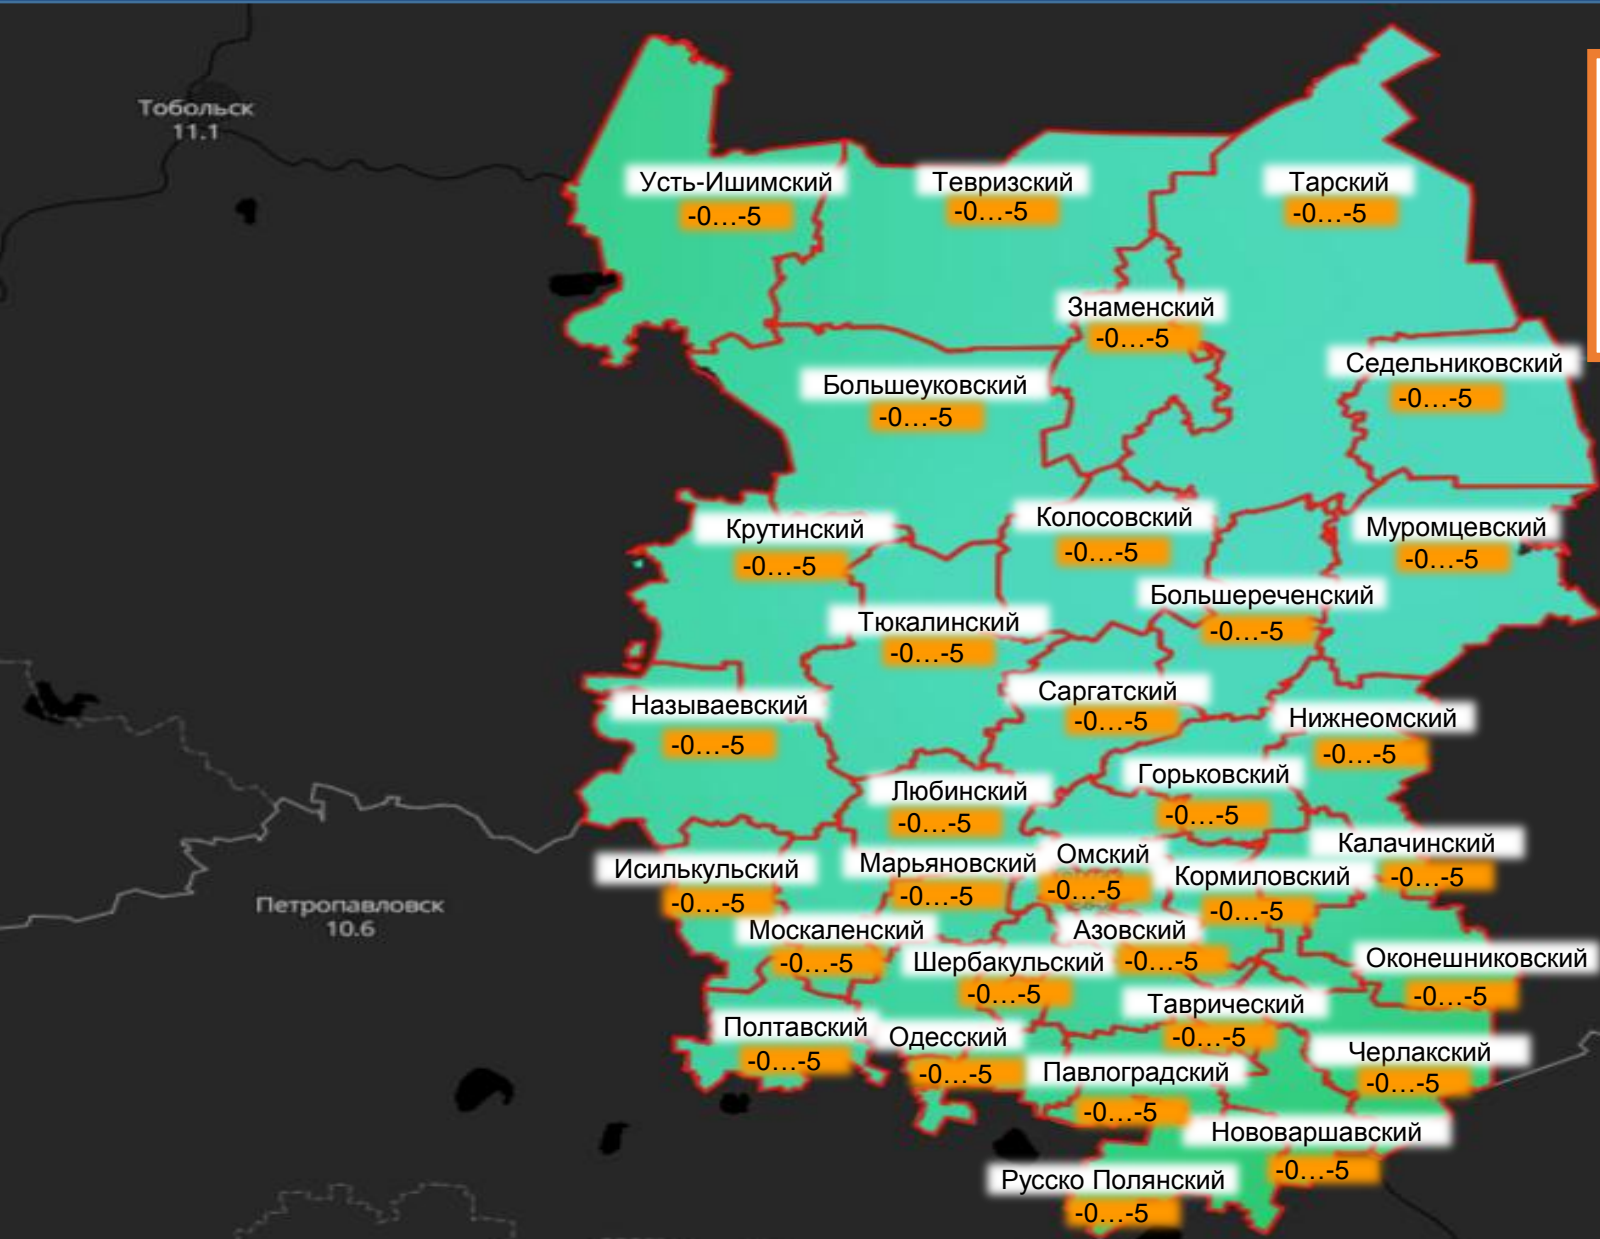 Тобольск
11.1
Усть-Ишимский
-0...-5
Тевризский
-0...-5
Тарский
-0...-5
Знаменский
-0...-5
Седельниковский
-0...-5
Большеуковский
-0...-5
Крутинский
-0...-5
Колосовский
-0...-5
Муромцевский
-0...-5
Большереченский
-0...-5
Тюкалинский
-0...-5
Саргатский
-0...-5
Называевский
-0...-5
Нижнеомский
-0...-5
Горьковский
-0...-5
Любинский
-0...-5
Калачинский
-0...-5
Исилькульский
-0...-5
Марьяновский
-0...-5
Омский
-0...-5
Кормиловский
-0...-5
Петропавловск
10.6
Москаленский
-0...-5
Азовский
-0...-5
Шербакульский
-0...-5
Оконешниковский
-0...-5
Таврический
-0...-5
Полтавский
-0...-5
Одесский
-0...-5
Черлакский
-0...-5
Павлоградский
-0...-5
Нововаршавский
-0...-5
Русско Полянский
-0...-5